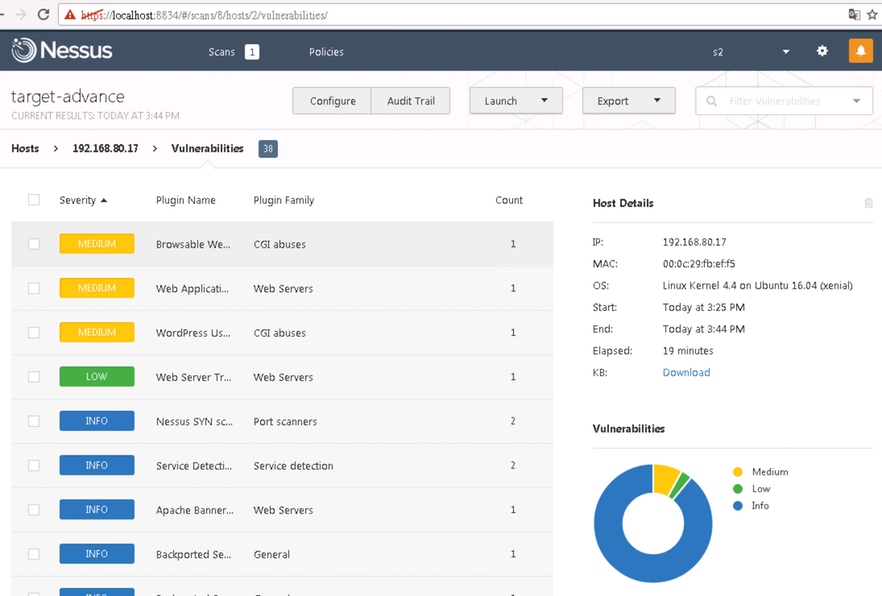 https://localhost:8834/#/scans/8/hosts/2/vulnerabilities/
Nessus
Scans 1 Policies s2
target-advance
CURRENT RESULTS: TODAY AT 3:44 PM
Configure Audit Trail Launch Export Filter Vulnerabilities
Hosts > 192.168.80.17 > Vulnerabilities 38
Severity Plugin Name Plugin Family Count
MEDIUM Browsable We... CGI abuses 1
MEDIUM Web Applicati... Web Servers 1
MEDIUM WordPress Us... CGI abuses 1
LOW Web Server Tr... Web Servers 1
INFO Nessus SYN sc... Port scanners 2
INFO Service Detecti... Service detection 2
INFO Apache Banner... Web Servers 1
INFO Backported Se... General 1
INFO
Host Details
IP: 192.168.80.17
MAC: 00:0c:29:fb:ef:f5
OS: Linux Kernel 4.4 on Ubuntu 16.04 (xenial)
Start: Today at 3:25 PM
End: Today at 3:44 PM
Elapsed: 19 minutes
KB: Download
Vulnerabilities
Medium
Low
Info